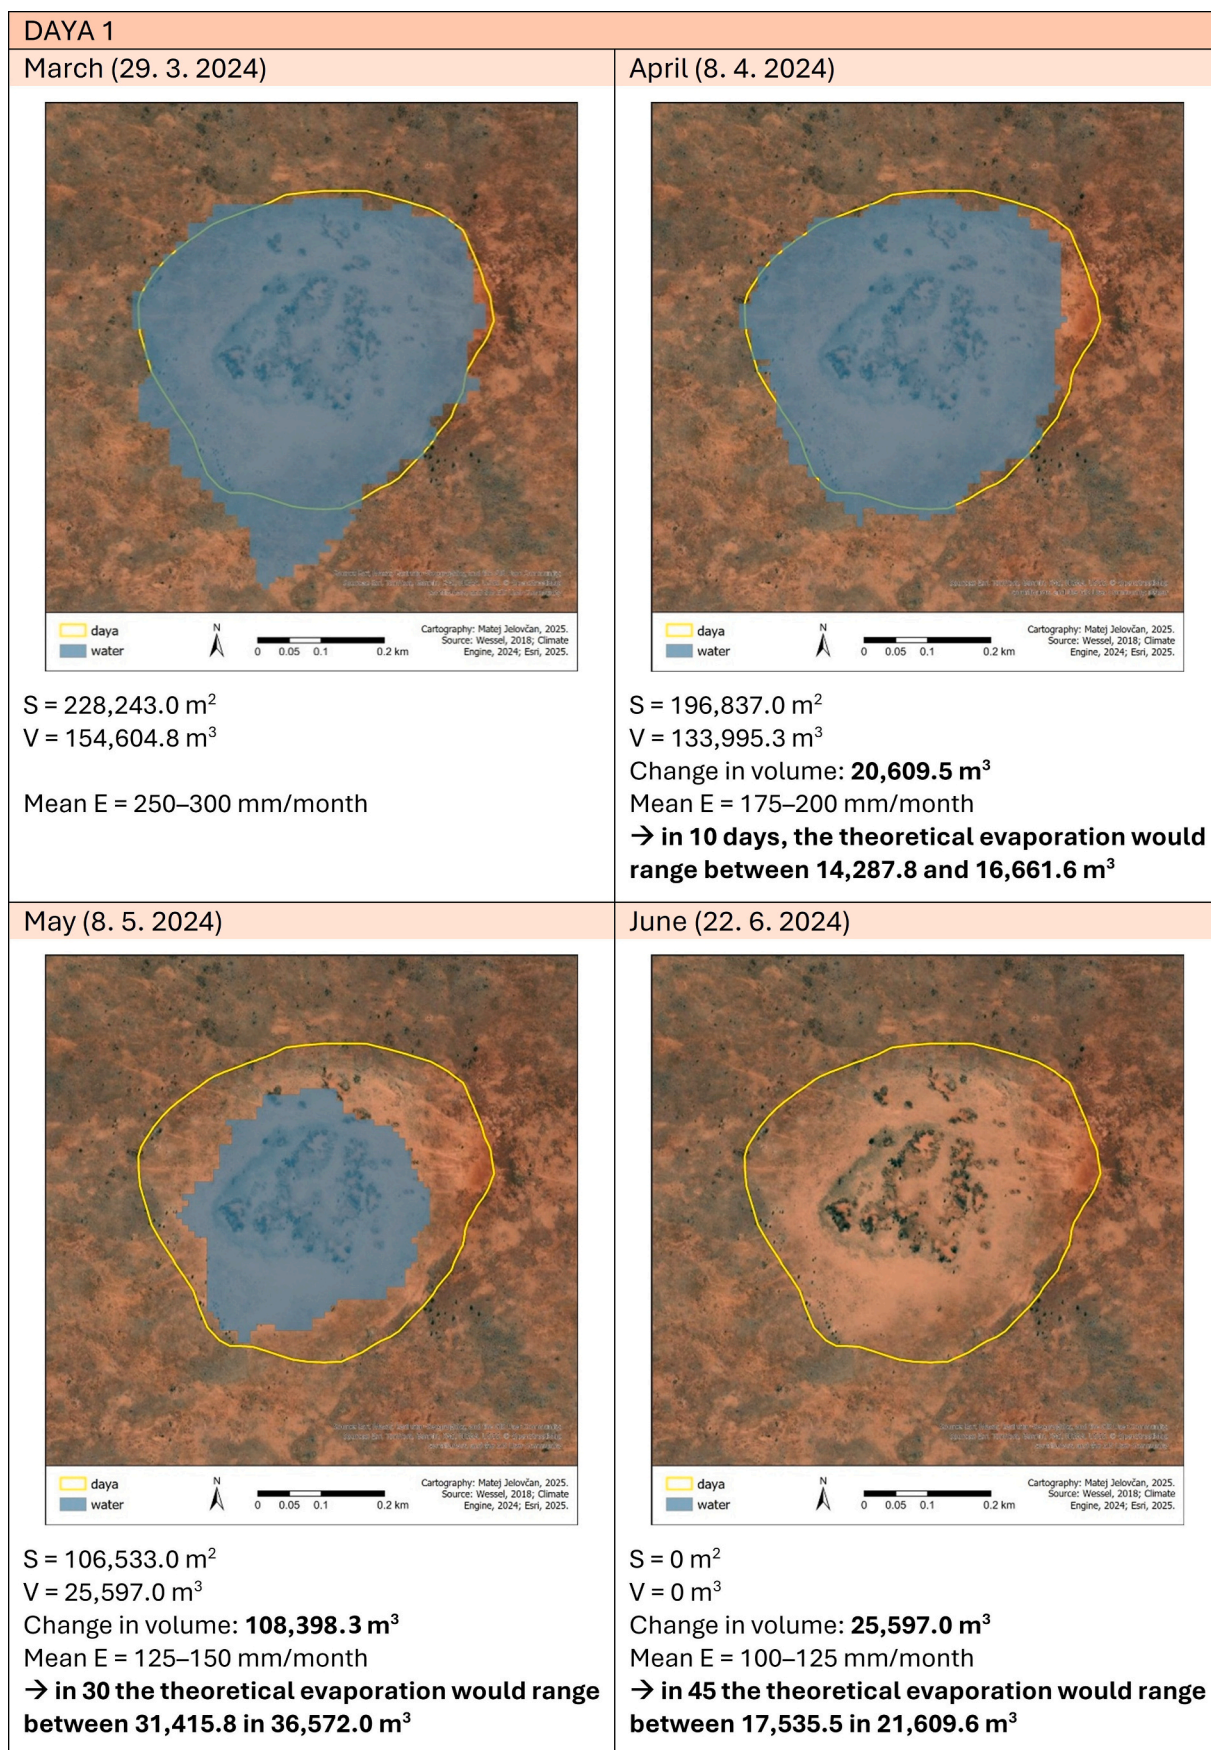 DAYA 1
March (29. 3. 2024)
daya
water
N
0 0.05 0.1 0.2 km
Cartography: Matej Jelovčan, 2025.
Source: Wessel, 2018; Climate
Engine, 2024; Esri, 2025.
S = 228,243.0 m²
V = 154,604.8 m³
Mean E = 250–300 mm/month
April (8. 4. 2024)
daya
water
N
0 0.05 0.1 0.2 km
Cartography: Matej Jelovčan, 2025.
Source: Wessel, 2018; Climate
Engine, 2024; Esri, 2025.
S = 196,837.0 m²
V = 133,995.3 m³
Change in volume: 20,609.5 m³
Mean E = 175–200 mm/month
→ in 10 days, the theoretical evaporation would
range between 14,287.8 and 16,661.6 m³
May (8. 5. 2024)
daya
water
N
0 0.05 0.1 0.2 km
Cartography: Matej Jelovčan, 2025.
Source: Wessel, 2018; Climate
Engine, 2024; Esri, 2025.
S = 106,533.0 m²
V = 25,597.0 m³
Change in volume: 108,398.3 m³
Mean E = 125–150 mm/month
→ in 30 the theoretical evaporation would range
between 31,415.8 in 36,572.0 m³
June (22. 6. 2024)
daya
water
N
0 0.05 0.1 0.2 km
Cartography: Matej Jelovčan, 2025.
Source: Wessel, 2018; Climate
Engine, 2024; Esri, 2025.
S = 0 m²
V = 0 m³
Change in volume: 25,597.0 m³
Mean E = 100–125 mm/month
→ in 45 the theoretical evaporation would range
between 17,535.5 in 21,609.6 m³